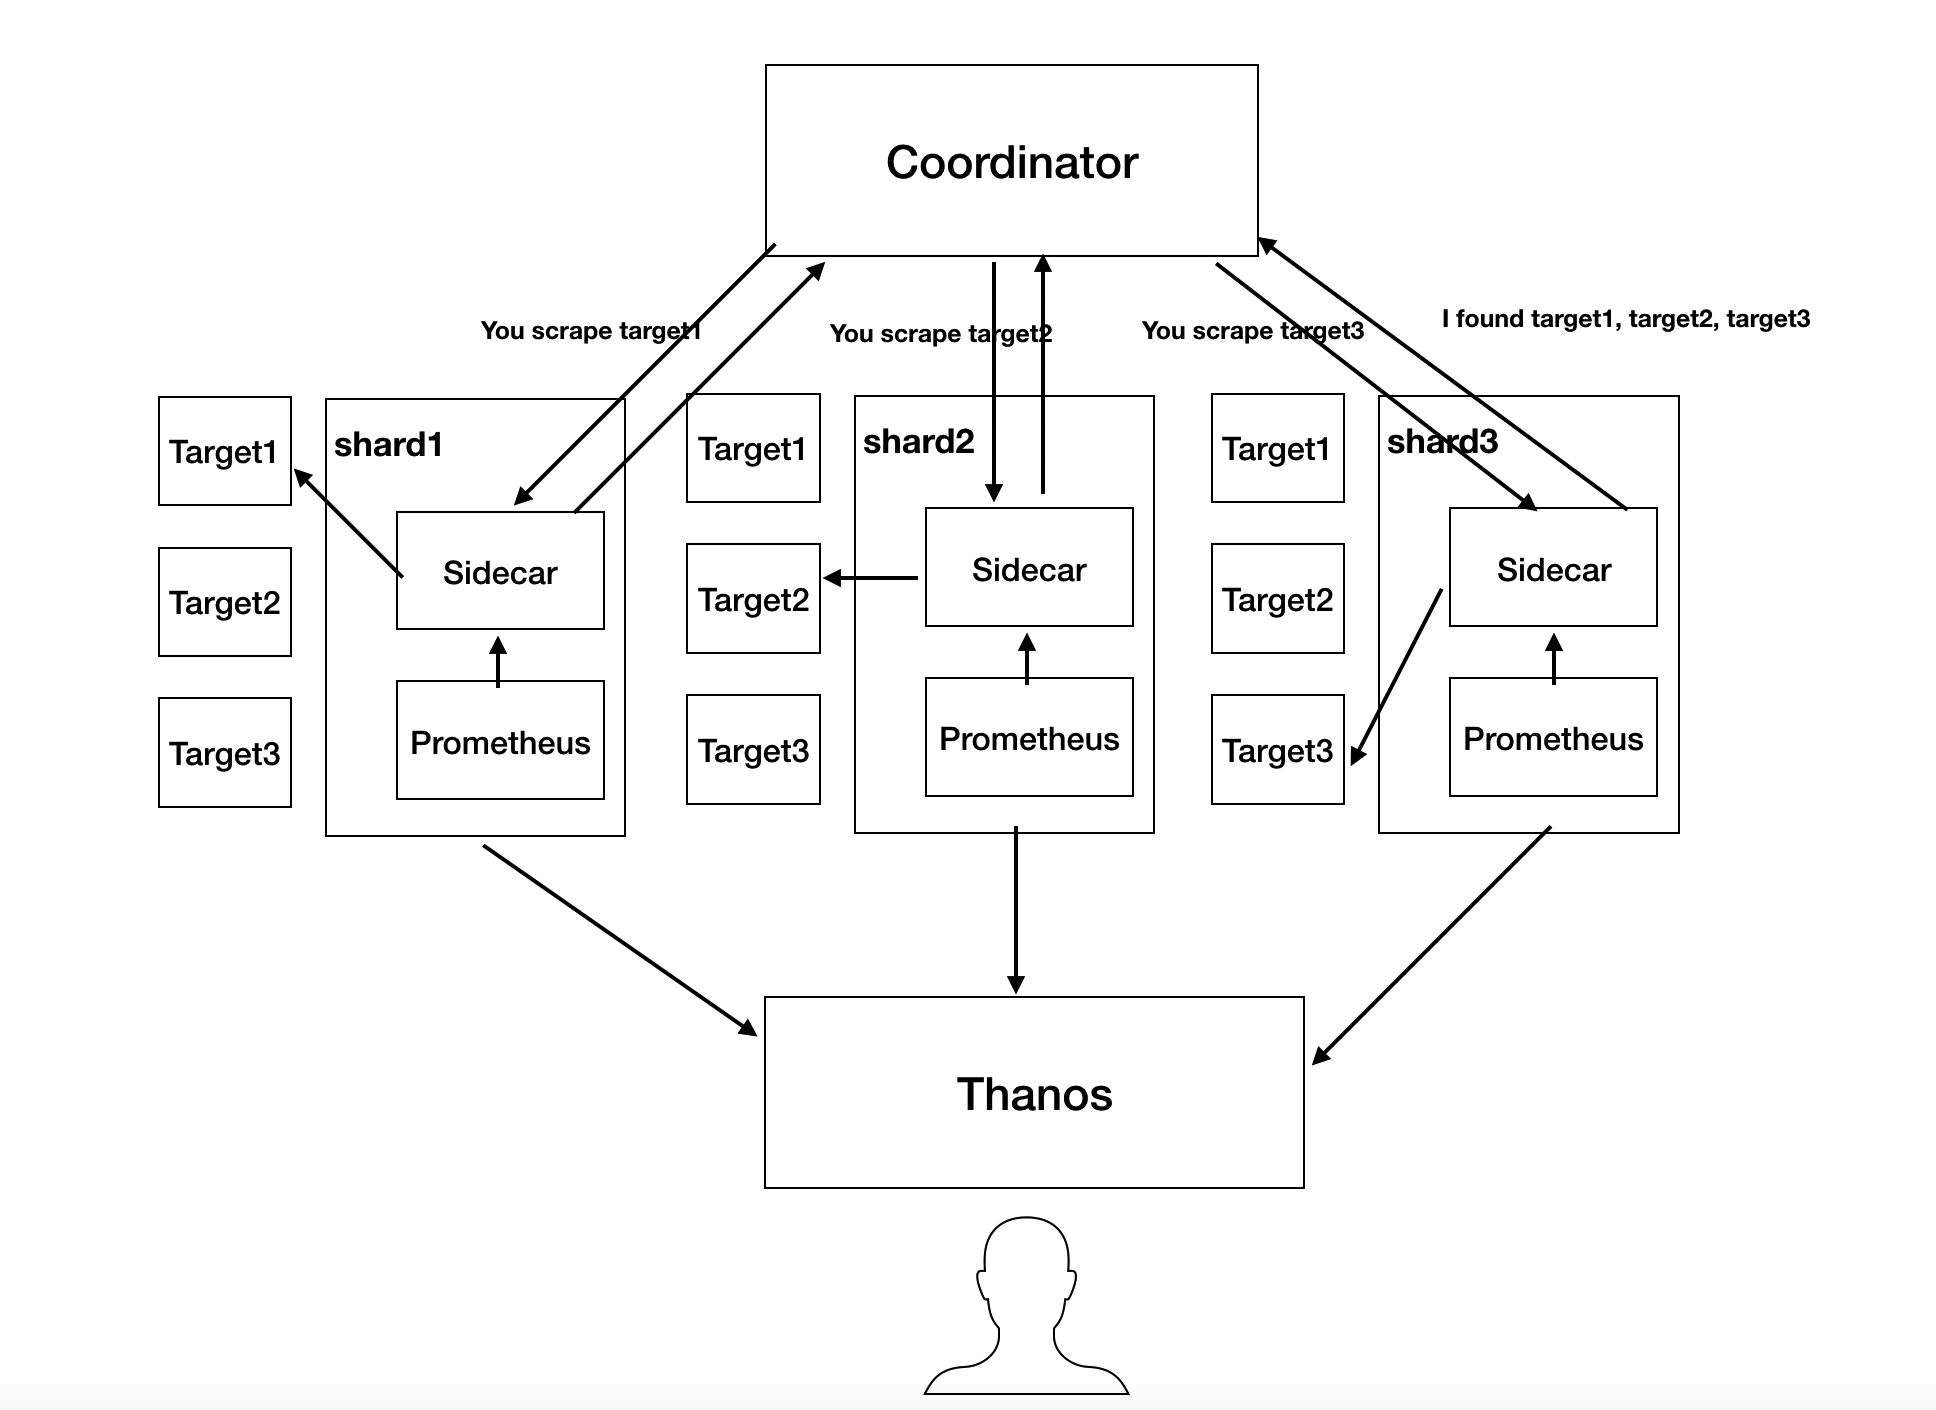 Coordinator
You scrape target1
You scrape target2
You scrape target3
I found target1, target2, target3
Target1
Target2
Target3
shard1
Sidecar
Prometheus
Target1
Target2
Target3
shard2
Sidecar
Prometheus
Target1
Target2
Target3
shard3
Sidecar
Prometheus
Thanos